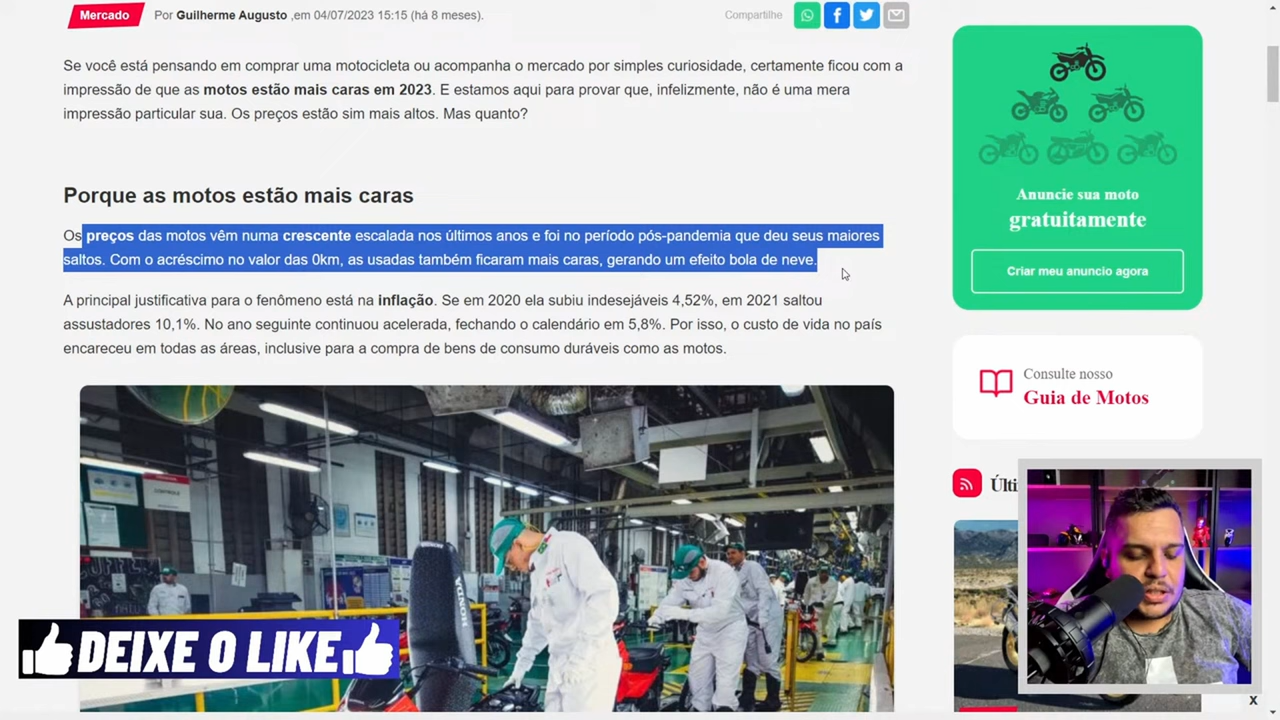 Mercado
Por Guilherme Augusto ,em 04/07/2023 15:15 (há 8 meses).
Compartilhe
Se você está pensando em comprar uma motocicleta ou acompanha o mercado por simples curiosidade, certamente ficou com a
impressão de que as motos estão mais caras em 2023. E estamos aqui para provar que, infelizmente, não é uma mera
impressão particular sua. Os preços estão sim mais altos. Mas quanto?
Porque as motos estão mais caras
Os preços das motos vêm numa crescente escalada nos últimos anos e foi no período pós-pandemia que deu seus maiores
saltos. Com o acréscimo no valor das 0km, as usadas também ficaram mais caras, gerando um efeito bola de neve.
A principal justificativa para o fenômeno está na inflação. Se em 2020 ela subiu indesejáveis 4,52%, em 2021 saltou
assustadores 10,1%. No ano seguinte continuou acelerada, fechando o calendário em 5,8%. Por isso, o custo de vida no país
encareceu em todas as áreas, inclusive para a compra de bens de consumo duráveis como as motos.
HONDA
DEIXE O LIKE
Anuncie sua moto
gratuitamente
Criar meu anuncio agora
Consulte nosso
Guia de Motos
X